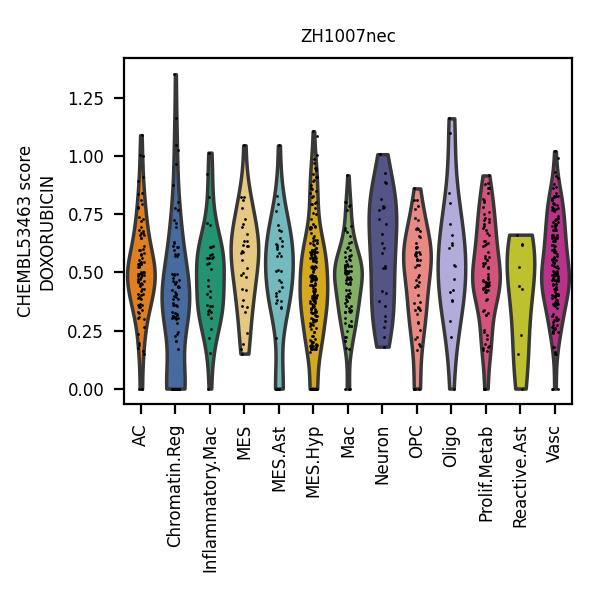 ZH1007nec
CHEMBL53463 score
DOXORUBICIN
1.25
1.00
0.75
0.50
0.25
0.00
AC
Chromatin.Reg
Inflammatory.Mac
MES
MES.Ast
MES.Hyp
Mac
Neuron
OPC
Oligo
Prolif.Metab
Reactive.Ast
Vasc